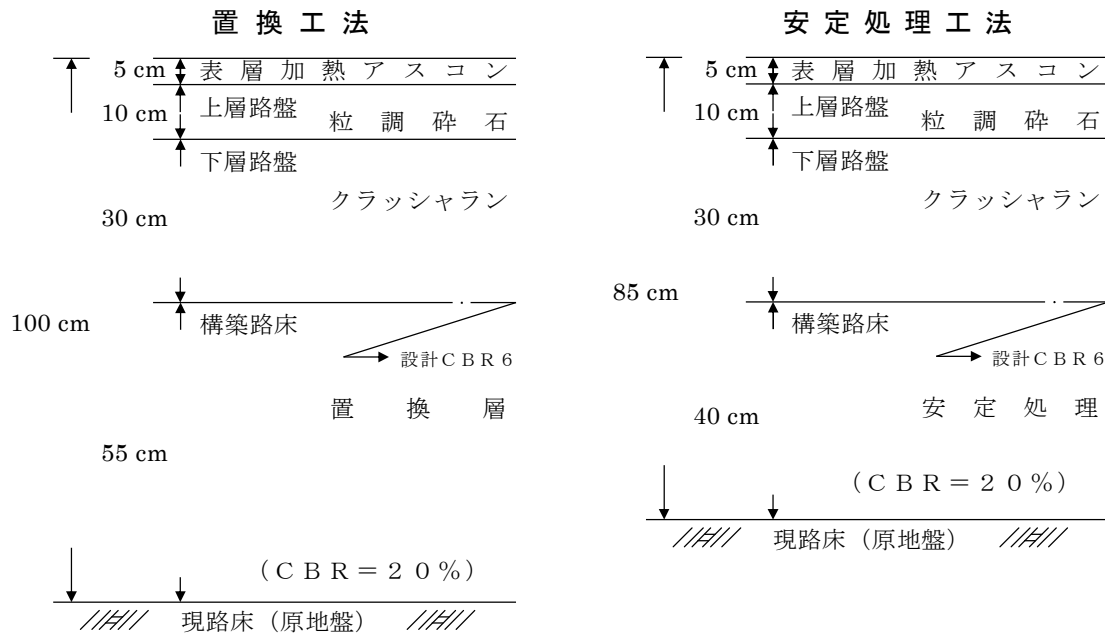 置換工法
5 cm 表層加熱アスコン
10 cm 上層路盤
粒調砕石
下層路盤
クラッシャラン
30 cm
100 cm
構築路床
設計CBR6
置換層
55 cm
(CBR=20%)
現路床(原地盤)
安定処理工法
5 cm 表層加熱アスコン
10 cm 上層路盤
粒調砕石
下層路盤
クラッシャラン
30 cm
85 cm
構築路床
設計CBR6
安定処理
40 cm
(CBR=20%)
現路床(原地盤)